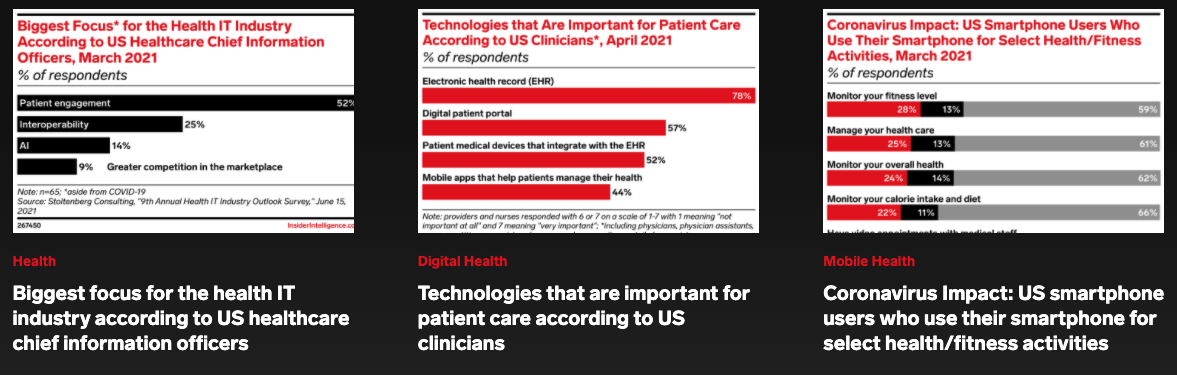 Biggest Focus* for the Health IT Industry
According to US Healthcare Chief Information
Officers, March 2021
% of respondents
Patient engagement
52%
Interoperability
25%
AI
14%
9%
Greater competition in the marketplace
Note: n=65; *aside from COVID-19
Source: Stoltenberg Consulting, "9th Annual Health IT Industry Outlook Survey," June 15,
2021
267450
InsiderIntelligence.co
Health
Biggest focus for the health IT
industry according to US healthcare
chief information officers
Technologies that Are Important for Patient Care
According to US Clinicians*, April 2021
% of respondents
Electronic health record (EHR)
78%
Digital patient portal
57%
Patient medical devices that integrate with the EHR
52%
Mobile apps that help patients manage their health
44%
Note: providers and nurses responded with 6 or 7 on a scale of 1-7 with 1 meaning "not
important at all" and 7 meaning "very important"; *including physicians, physician assistants,
Digital Health
Technologies that are important for
patient care according to US
clinicians
Coronavirus Impact: US Smartphone Users Who
Use Their Smartphone for Select Health/Fitness
Activities, March 2021
% of respondents
Monitor your fitness level
28% 13% 59%
Manage your health care
25% 13% 61%
Monitor your overall health
24% 14% 62%
Monitor your calorie intake and diet
22% 11% 66%
Have video appointments with medical staff
Mobile Health
Coronavirus Impact: US smartphone
users who use their smartphone for
select health/fitness activities